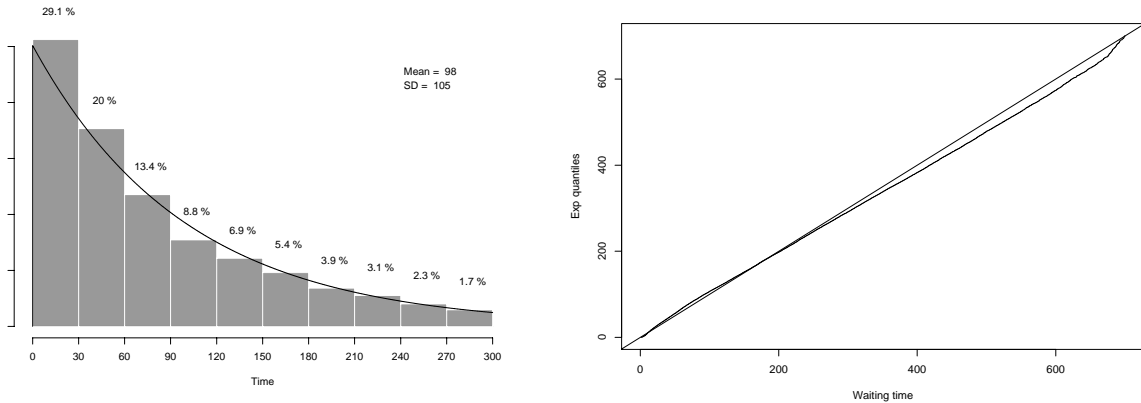 29.1 %
20 %
13.4 %
8.8 %
6.9 %
5.4 %
3.9 %
3.1 %
2.3 %
1.7 %
Mean = 98
SD = 105
0 30 60 90 120 150 180 210 240 270 300
Time
600
400
200
0
Exp quantiles
0 200 400 600
Waiting time